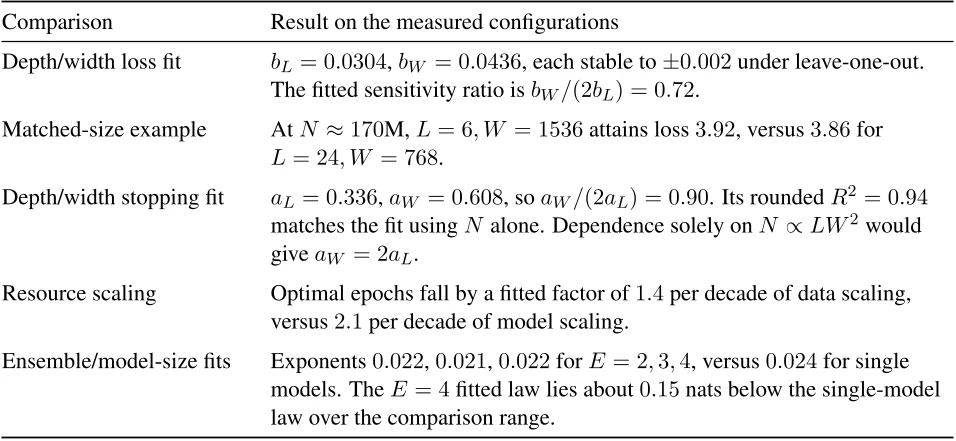 Comparison Result on the measured configurations
Depth/width loss fit b_L = 0.0304, b_W = 0.0436, each stable to ±0.002 under leave-one-out.
The fitted sensitivity ratio is b_W/(2b_L) = 0.72.
Matched-size example At N ≈ 170M, L = 6, W = 1536 attains loss 3.92, versus 3.86 for
L = 24, W = 768.
Depth/width stopping fit a_L = 0.336, a_W = 0.608, so a_W/(2a_L) = 0.90. Its rounded R² = 0.94
matches the fit using N alone. Dependence solely on N ∝ LW² would
give a_W = 2a_L.
Resource scaling Optimal epochs fall by a fitted factor of 1.4 per decade of data scaling,
versus 2.1 per decade of model scaling.
Ensemble/model-size fits Exponents 0.022, 0.021, 0.022 for E = 2, 3, 4, versus 0.024 for single
models. The E = 4 fitted law lies about 0.15 nats below the single-model
law over the comparison range.